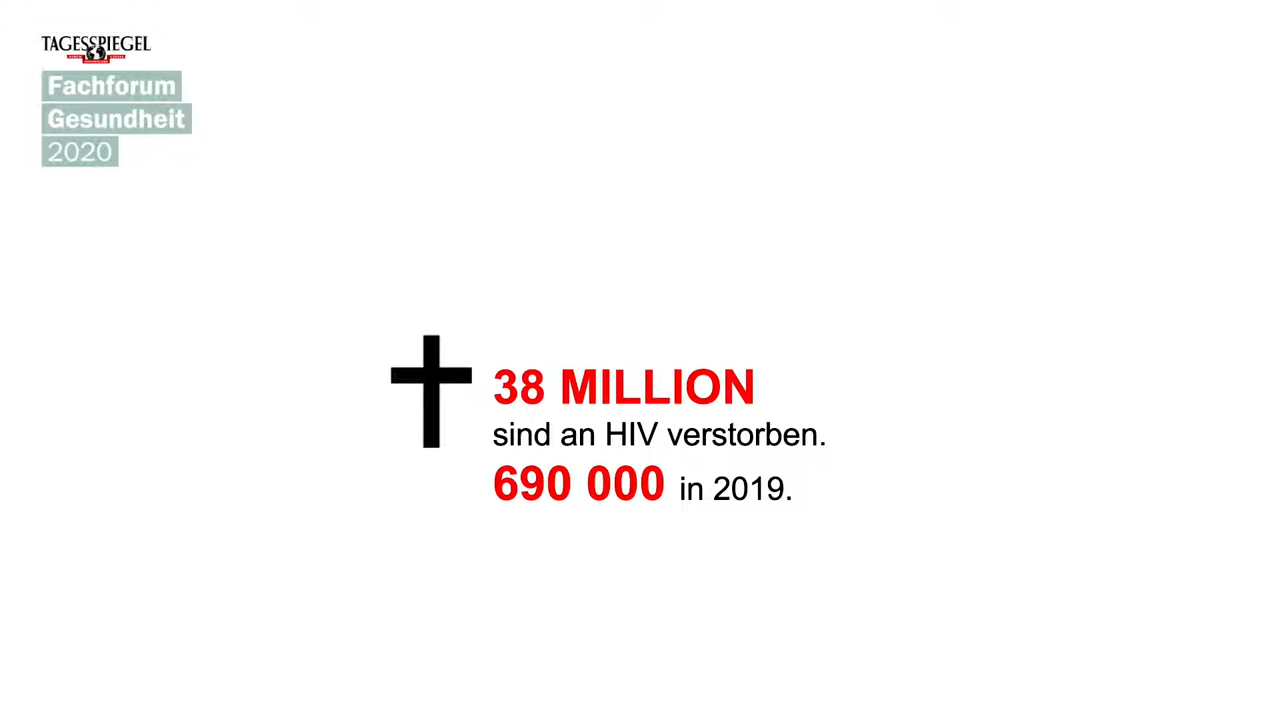 TAGESSPIEGEL
Fachforum
Gesundheit
2020
38 MILLION
sind an HIV verstorben.
690 000 in 2019.